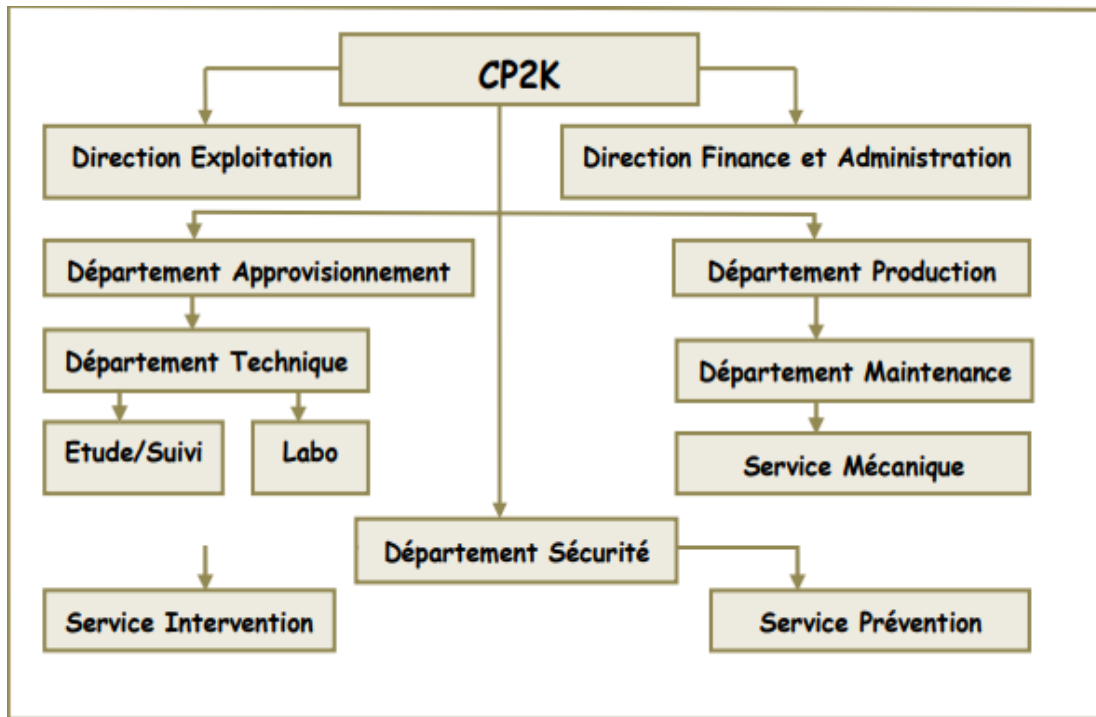 CP2K
Direction Exploitation
Direction Finance et Administration
Département Approvisionnement
Département Production
Département Technique
Département Maintenance
Etude/Suivi
Labo
Service Mécanique
Département Sécurité
Service Intervention
Service Prévention